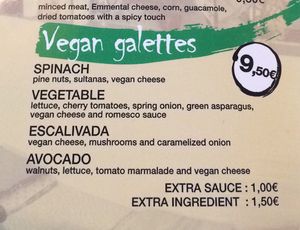 minced meat, Emmental cheese, corn, guacamole,
dried tomatoes with a spicy touch
Vegan galettes
9,50€
SPINACH
pine nuts, sultanas, vegan cheese
VEGETABLE
lettuce, cherry tomatoes, spring onion, green asparagus,
vegan cheese and romesco sauce
ESCALIVADA
vegan cheese, mushrooms and caramelized onion
AVOCADO
walnuts, lettuce, tomato marmalade and vegan cheese
EXTRA SAUCE : 1,00€
EXTRA INGREDIENT : 1,50€